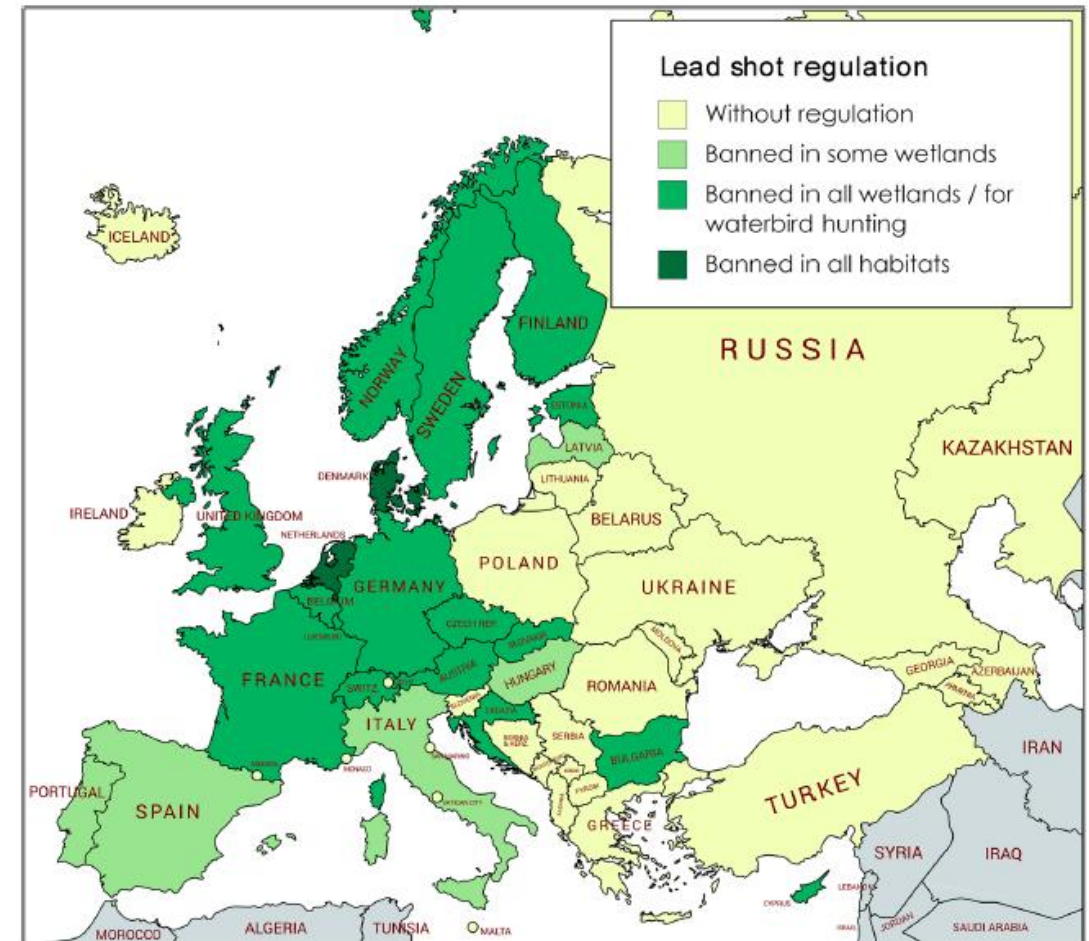 Lead shot regulation
Without regulation
Banned in some wetlands
Banned in all wetlands / for
waterbird hunting
Banned in all habitats
ICELAND
FINLAND
RUSSIA
NORWAY
SWEDEN
ESTONIA
KAZAKHSTAN
LATVIA
DENMARK
LITHUANIA
IRELAND
UNITED KINGDOM
BELARUS
NETHERLANDS
POLAND
GERMANY
UKRAINE
BELGIUM
CZECH REP.
LUXEMBURG
SLOVAKIA
MOLDOVA
AUSTRIA
HUNGARY
GEORGIA
AZERBAIJAN
FRANCE
SWITZ.
ROMANIA
ARMENIA
SLOVENIA
CROATIA
ITALY
BOSNIA
& HERZ.
SERBIA
SAN MARINO
BULGARIA
IRAN
MONACO
ANDORRA
PORTUGAL
SPAIN
VATICAN CITY
TURKEY
GREECE
SYRIA
IRAQ
CYPRUS
LEBANON
MOROCCO
ALGERIA
TUNISIA
MALTA
ISRAEL
JORDAN
SAUDI ARABIA